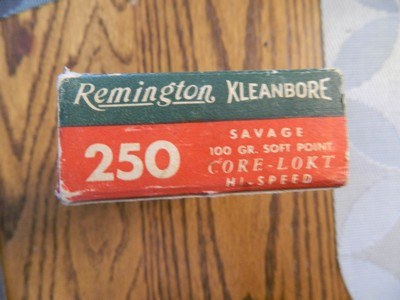 Remington KLEANBORE
250
SAVAGE
100 GR. SOFT POINT
CORE-LOKT
HI-SPEED